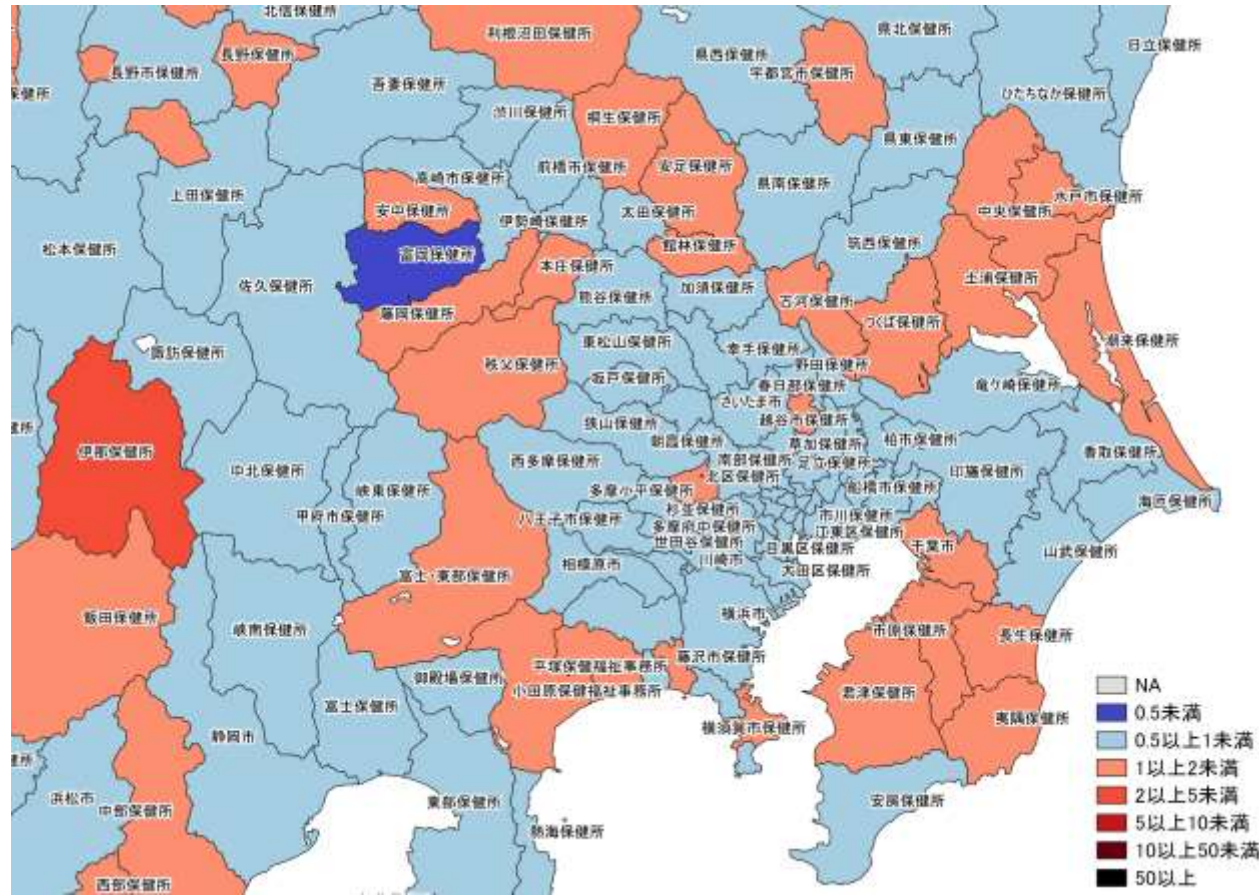 北信保健所
利根沼田保健所
県北保健所
日立保健所
長野保健所
長野市保健所
県西保健所
宇都宮市保健所
保健所
吾妻保健所
ひたちなか保健所
渋川保健所
桐生保健所
県東保健所
前橋市保健所
安足保健所
高崎市保健所
県南保健所
上田保健所
水戸市保健所
安中保健所
太田保健所
中央保健所
伊勢崎保健所
松本保健所
筑西保健所
館林保健所
富岡保健所
本庄保健所
土浦保健所
佐久保健所
加須保健所
熊谷保健所
古河保健所
藤岡保健所
つくば保健所
東松山保健所
潮来保健所
幸手保健所
諏訪保健所
秩父保健所
野田保健所
坂戸保健所
春日部保健所
竜ケ崎保健所
さいたま市
越谷市保健所
狭山保健所
朝霞保健所
草加保健所
柏市保健所
伊那保健所
西多摩保健所
南部保健所
足立保健所
香取保健所
中北保健所
北区保健所
印旛保健所
峡東保健所
多摩小平保健所
船橋市保健所
海匝保健所
杉並保健所
甲府市保健所
八王子市保健所
市川保健所
多摩府中保健所
江東区保健所
世田谷保健所
目黒区保健所
千葉市
山武保健所
川崎市
相模原市
大田区保健所
富士・東部保健所
飯田保健所
横浜市
峡南保健所
市原保健所
長生保健所
藤沢市保健所
平塚保健福祉事務所
御殿場保健所
小田原保健福祉事務所
君津保健所
富士保健所
夷隅保健所
横須賀市保健所
静岡市
浜松市
中部保健所
東部保健所
安房保健所
熱海保健所
西部保健所
NA
0.5未満
0.5以上1未満
1以上2未満
2以上5未満
5以上10未満
10以上50未満
50以上